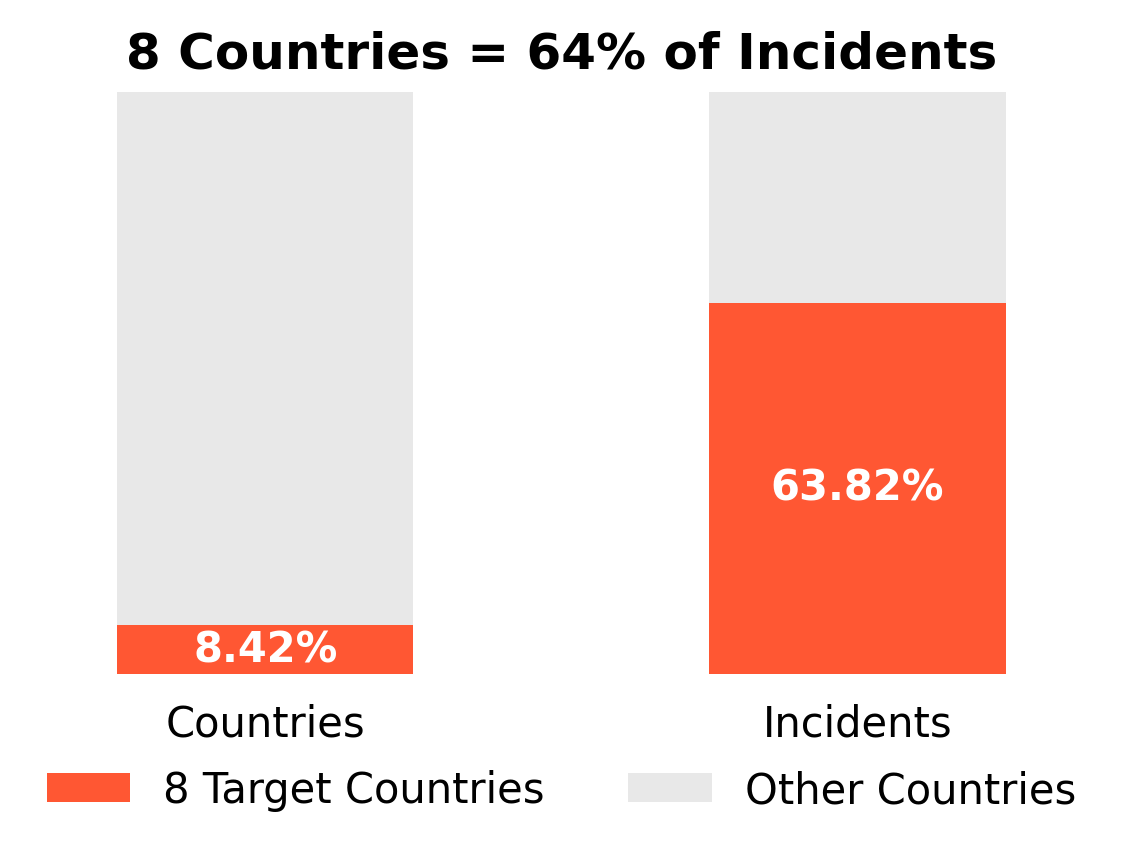 8 Countries = 64% of Incidents
63.82%
8.42%
Countries
Incidents
8 Target Countries
Other Countries